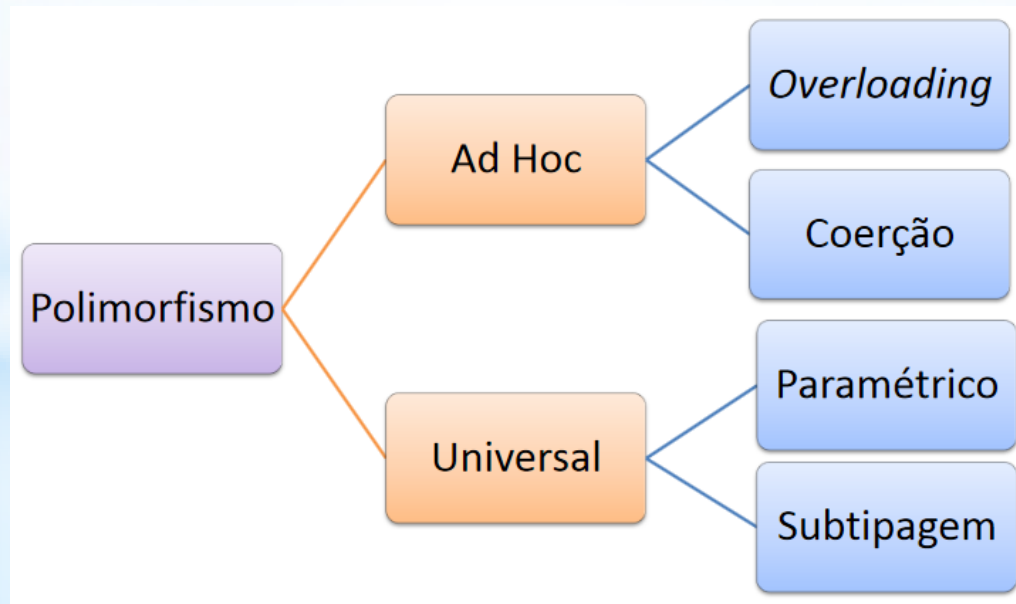 Overloading
Ad Hoc
Coerção
Polimorfismo
Paramétrico
Universal
Subtipagem